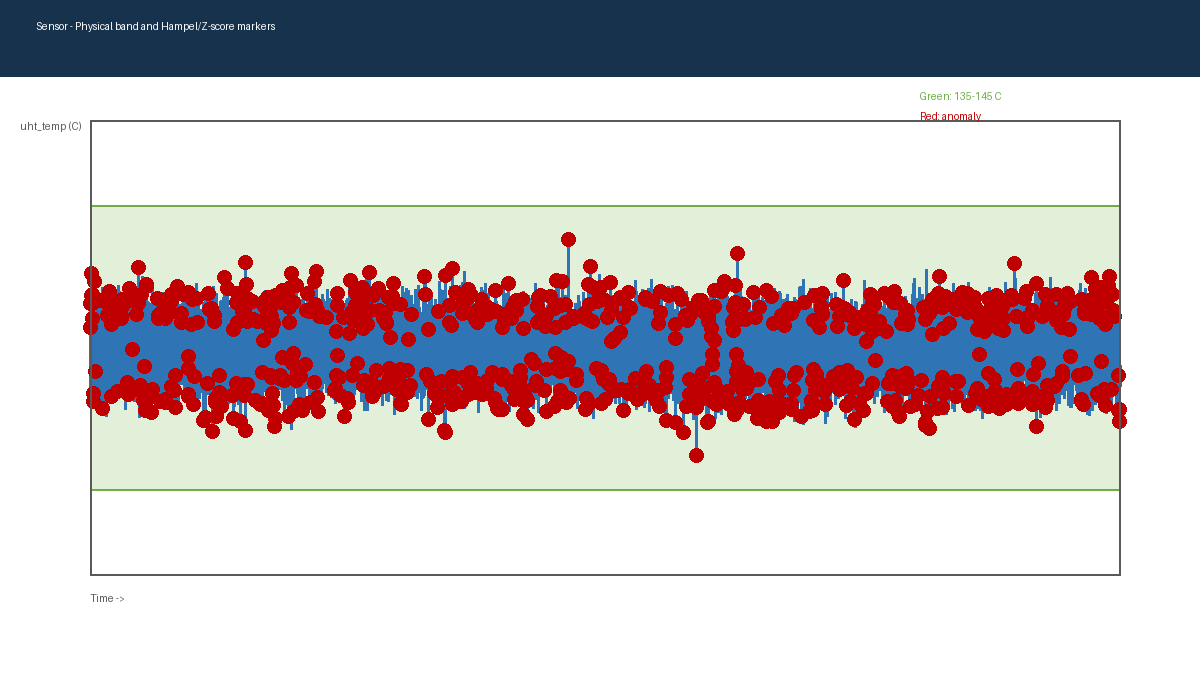 Sensor - Physical band and Hampel/Z-score markers
Green: 135-145 C
Red: anomaly
uht_temp (C)
Time ->